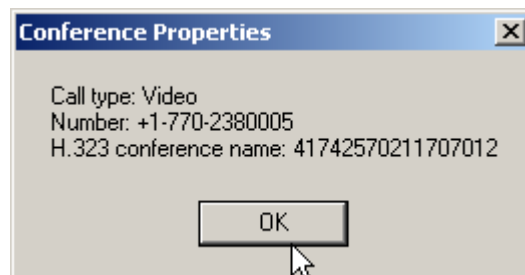 Conference Properties
Call type: Video
Number: +1-770-2380005
H.323 conference name: 41742570211707012
OK